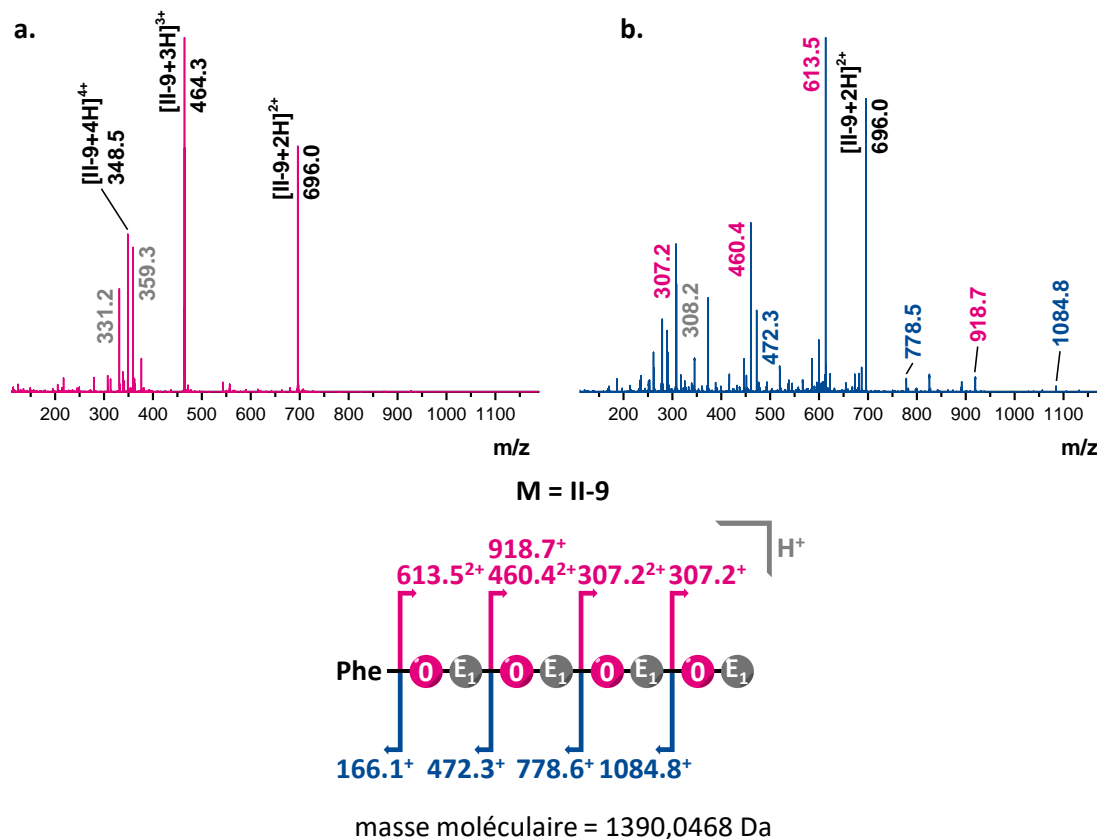 a.
[II-9+4H]4+
348.5
[II-9+3H]3+
464.3
[II-9+2H]2+
696.0
331.2
359.3
200 300 400 500 600 700 800 900 1000 1100
m/z
b.
307.2
308.2
460.4
472.3
613.5
[II-9+2H]2+
696.0
778.5
918.7
1084.8
200 300 400 500 600 700 800 900 1000 1100
m/z
M = II-9
H+
918.7+
613.52+ 460.42+ 307.22+ 307.2+
Phe 0 E1 0 E1 0 E1 0 E1
166.1+ 472.3+ 778.6+ 1084.8+
masse moléculaire = 1390,0468 Da